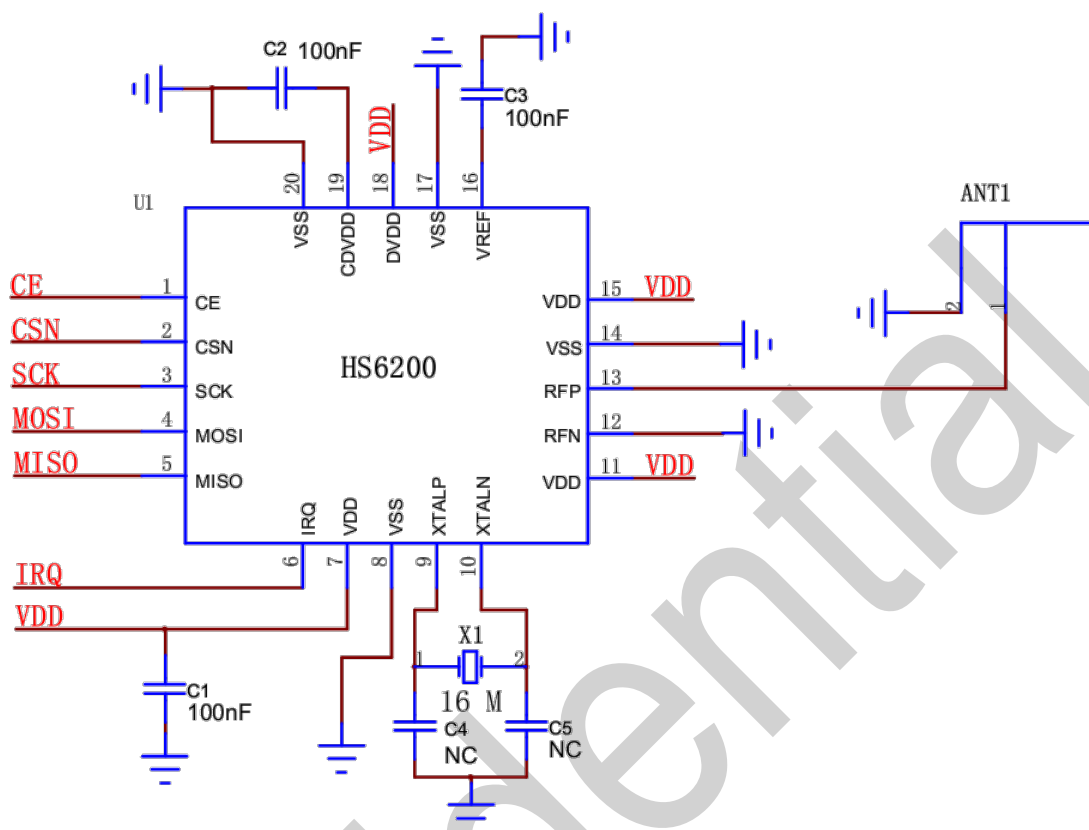 C2 100nF
C3
100nF
VDD
20
19
18
17
16
U1
VSS
CDVDD
DVDD
VSS
VREF
ANT1
CE
1
CE
CSN
2
CSN
SCK
3
SCK
MOSI
4
MOSI
MISO
5
MISO
HS6200
VDD
15
VDD
VSS
14
RFP
13
RFN
12
VDD
11
VDD
2
1
IRQ
VDD
VSS
XTALP
XTALN
6
7
8
9
10
IRQ
VDD
X1
1
2
16 M
C1
100nF
C4
NC
C5
NC
dential